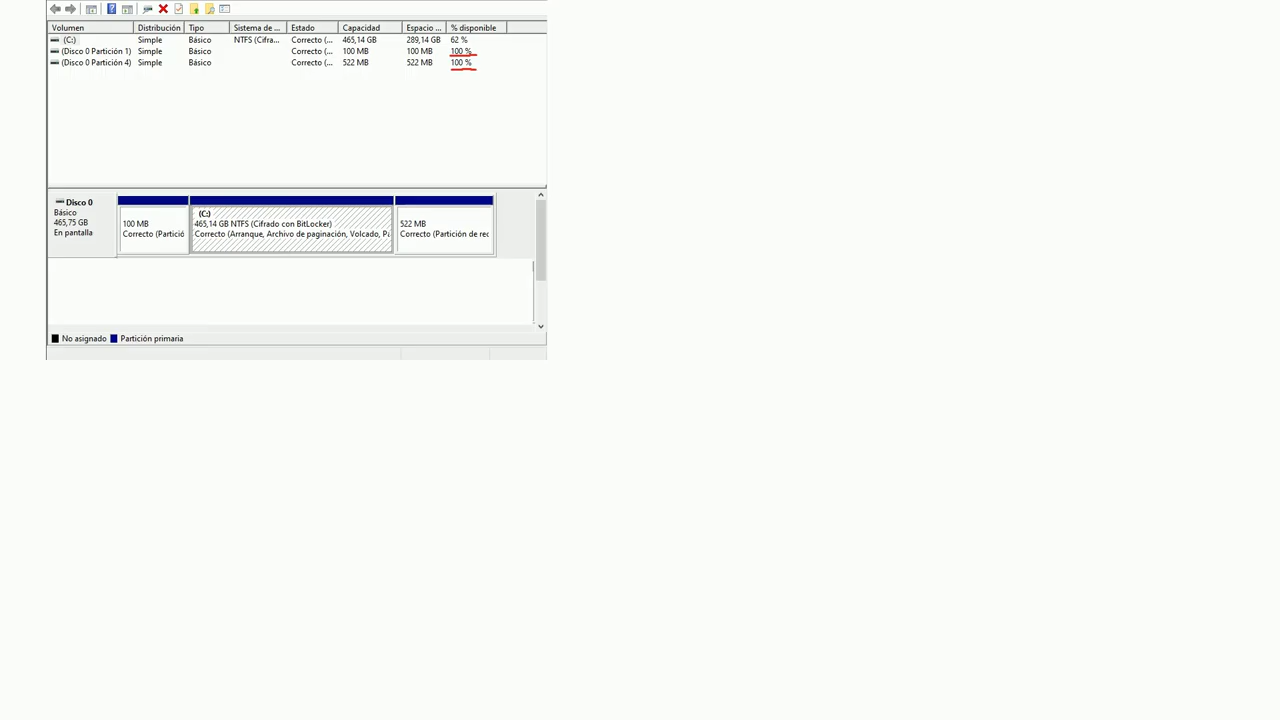 Volumen Distribución Tipo Sistema de ... Estado Capacidad Espacio ... % disponible
(C:) Simple Básico NTFS (Cifra... Correcto (... 465,14 GB 289,14 GB 62 %
(Disco 0 Partición 1) Simple Básico Correcto (... 100 MB 100 MB 100 %
(Disco 0 Partición 4) Simple Básico Correcto (... 522 MB 522 MB 100 %
Disco 0
Básico
465,75 GB
En pantalla
100 MB
Correcto (Partició
(C:)
465,14 GB NTFS (Cifrado con BitLocker)
Correcto (Arranque, Archivo de paginación, Volcado, Pa
522 MB
Correcto (Partición de rec
No asignado Partición primaria